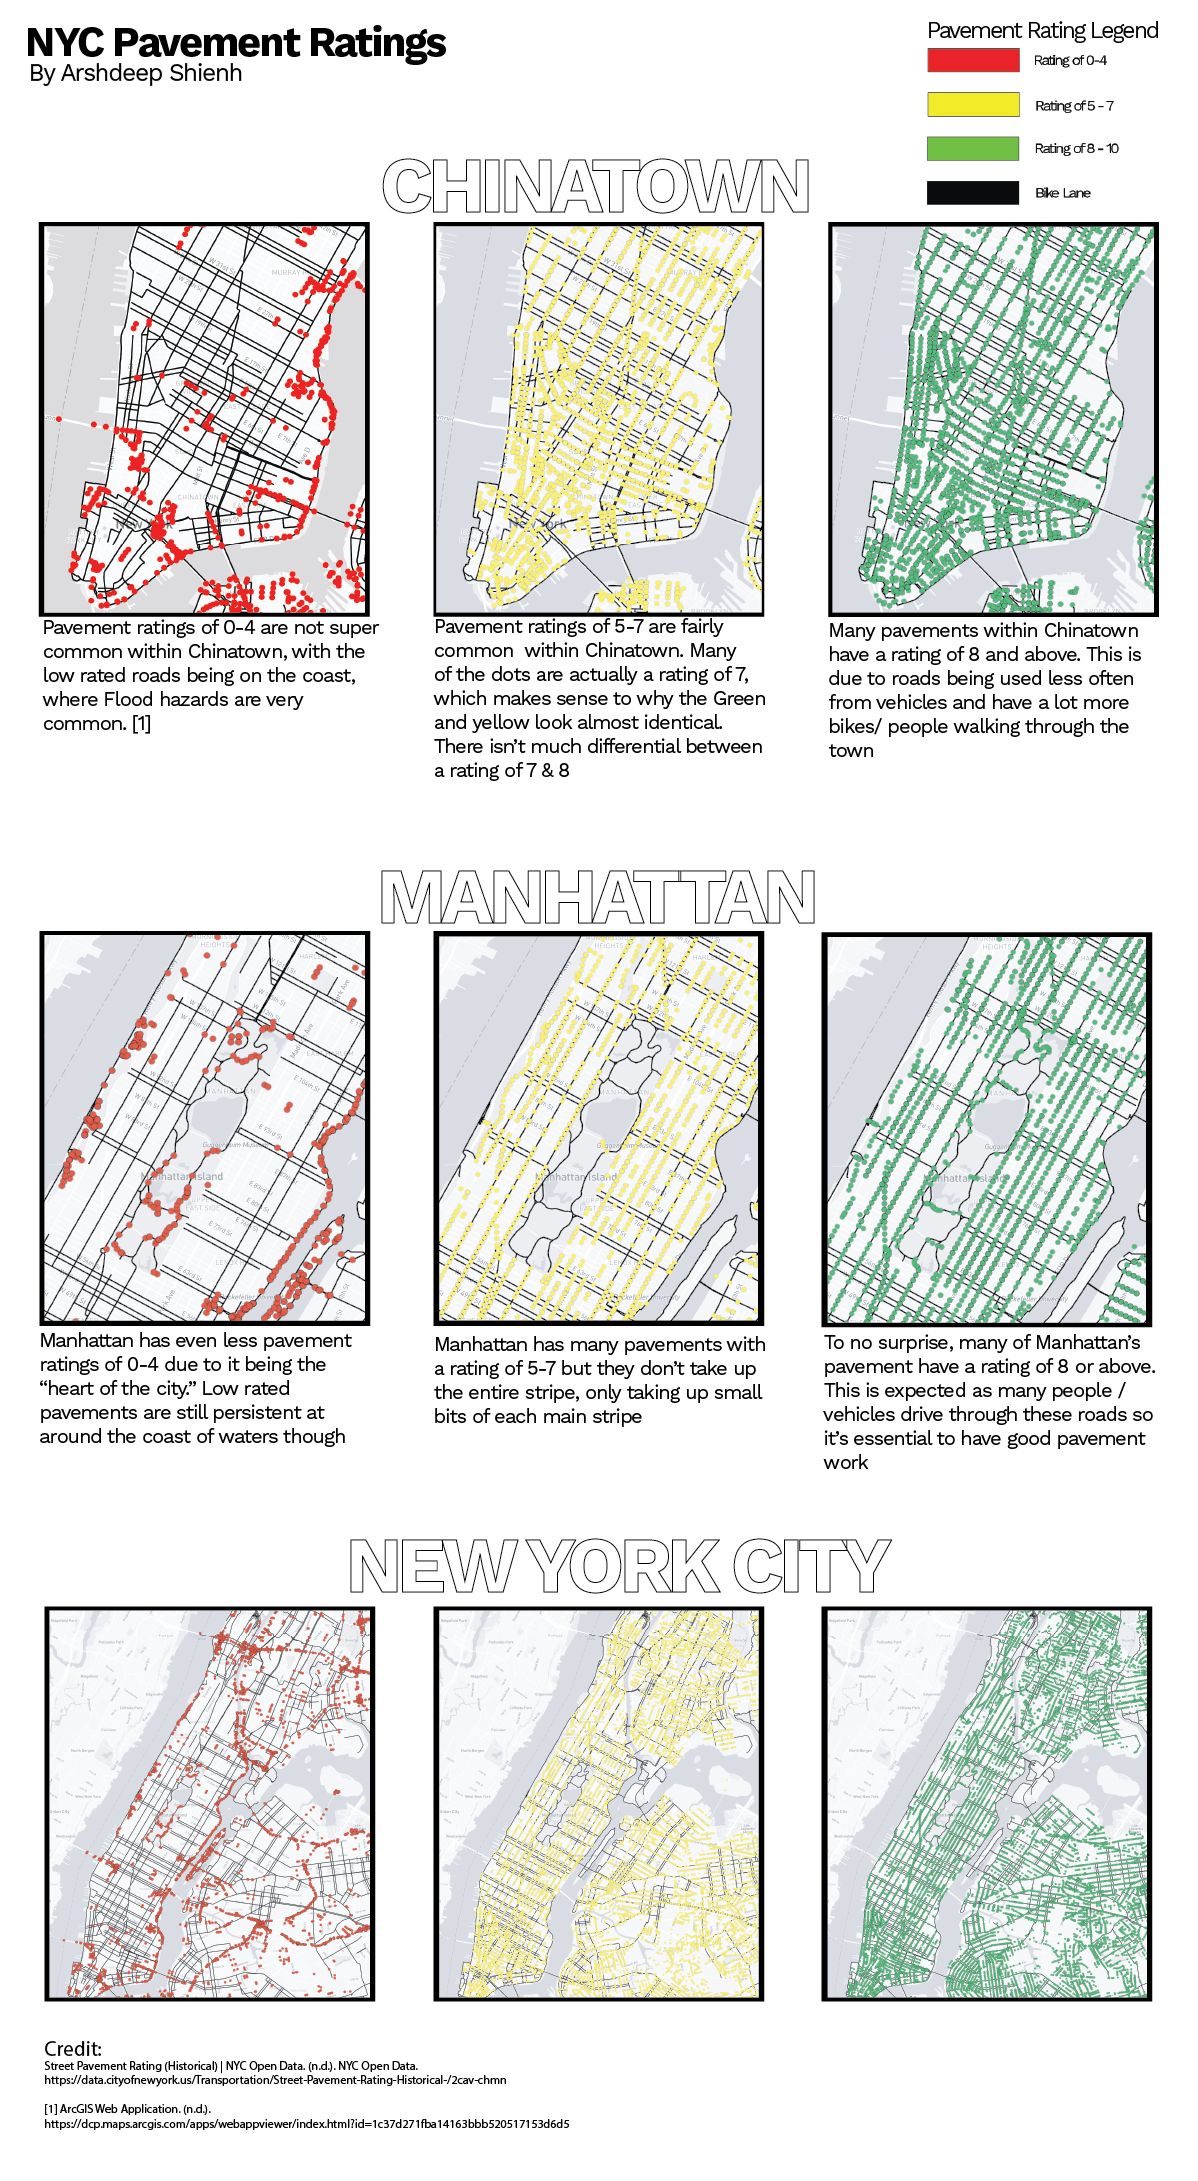 NYC Pavement Ratings
By Arshdeep Shienh
Pavement Rating Legend
Rating of 0-4
Rating of 5 - 7
Rating of 8 - 10
Bike Lane
CHINATOWN
Pavement ratings of 0-4 are not super
common within Chinatown, with the
low rated roads being on the coast,
where Flood hazards are very
common. [1]
Pavement ratings of 5-7 are fairly
common within Chinatown. Many
of the dots are actually a rating of 7,
which makes sense to why the Green
and yellow look almost identical.
There isn't much differential between
a rating of 7 & 8
Many pavements within Chinatown
have a rating of 8 and above. This is
due to roads being used less often
from vehicles and have a lot more
bikes/ people walking through the
town
MANHATTAN
Manhattan has even less pavement
ratings of 0-4 due to it being the
“heart of the city.” Low rated
pavements are still persistent at
around the coast of waters though
Manhattan has many pavements with
a rating of 5-7 but they don't take up
the entire stripe, only taking up small
bits of each main stripe
To no surprise, many of Manhattan's
pavement have a rating of 8 or above.
This is expected as many people /
vehicles drive through these roads so
it's essential to have good pavement
work
NEW YORK CITY
Credit:
Street Pavement Rating (Historical) | NYC Open Data. (n.d.). NYC Open Data.
https://data.cityofnewyork.us/Transportation/Street-Pavement-Rating-Historical-/2cav-chmn
[1] ArcGIS Web Application. (n.d.).
https://dcp.maps.arcgis.com/apps/webappviewer/index.html?id=1c37d271fba14163bbb520517153d6d5